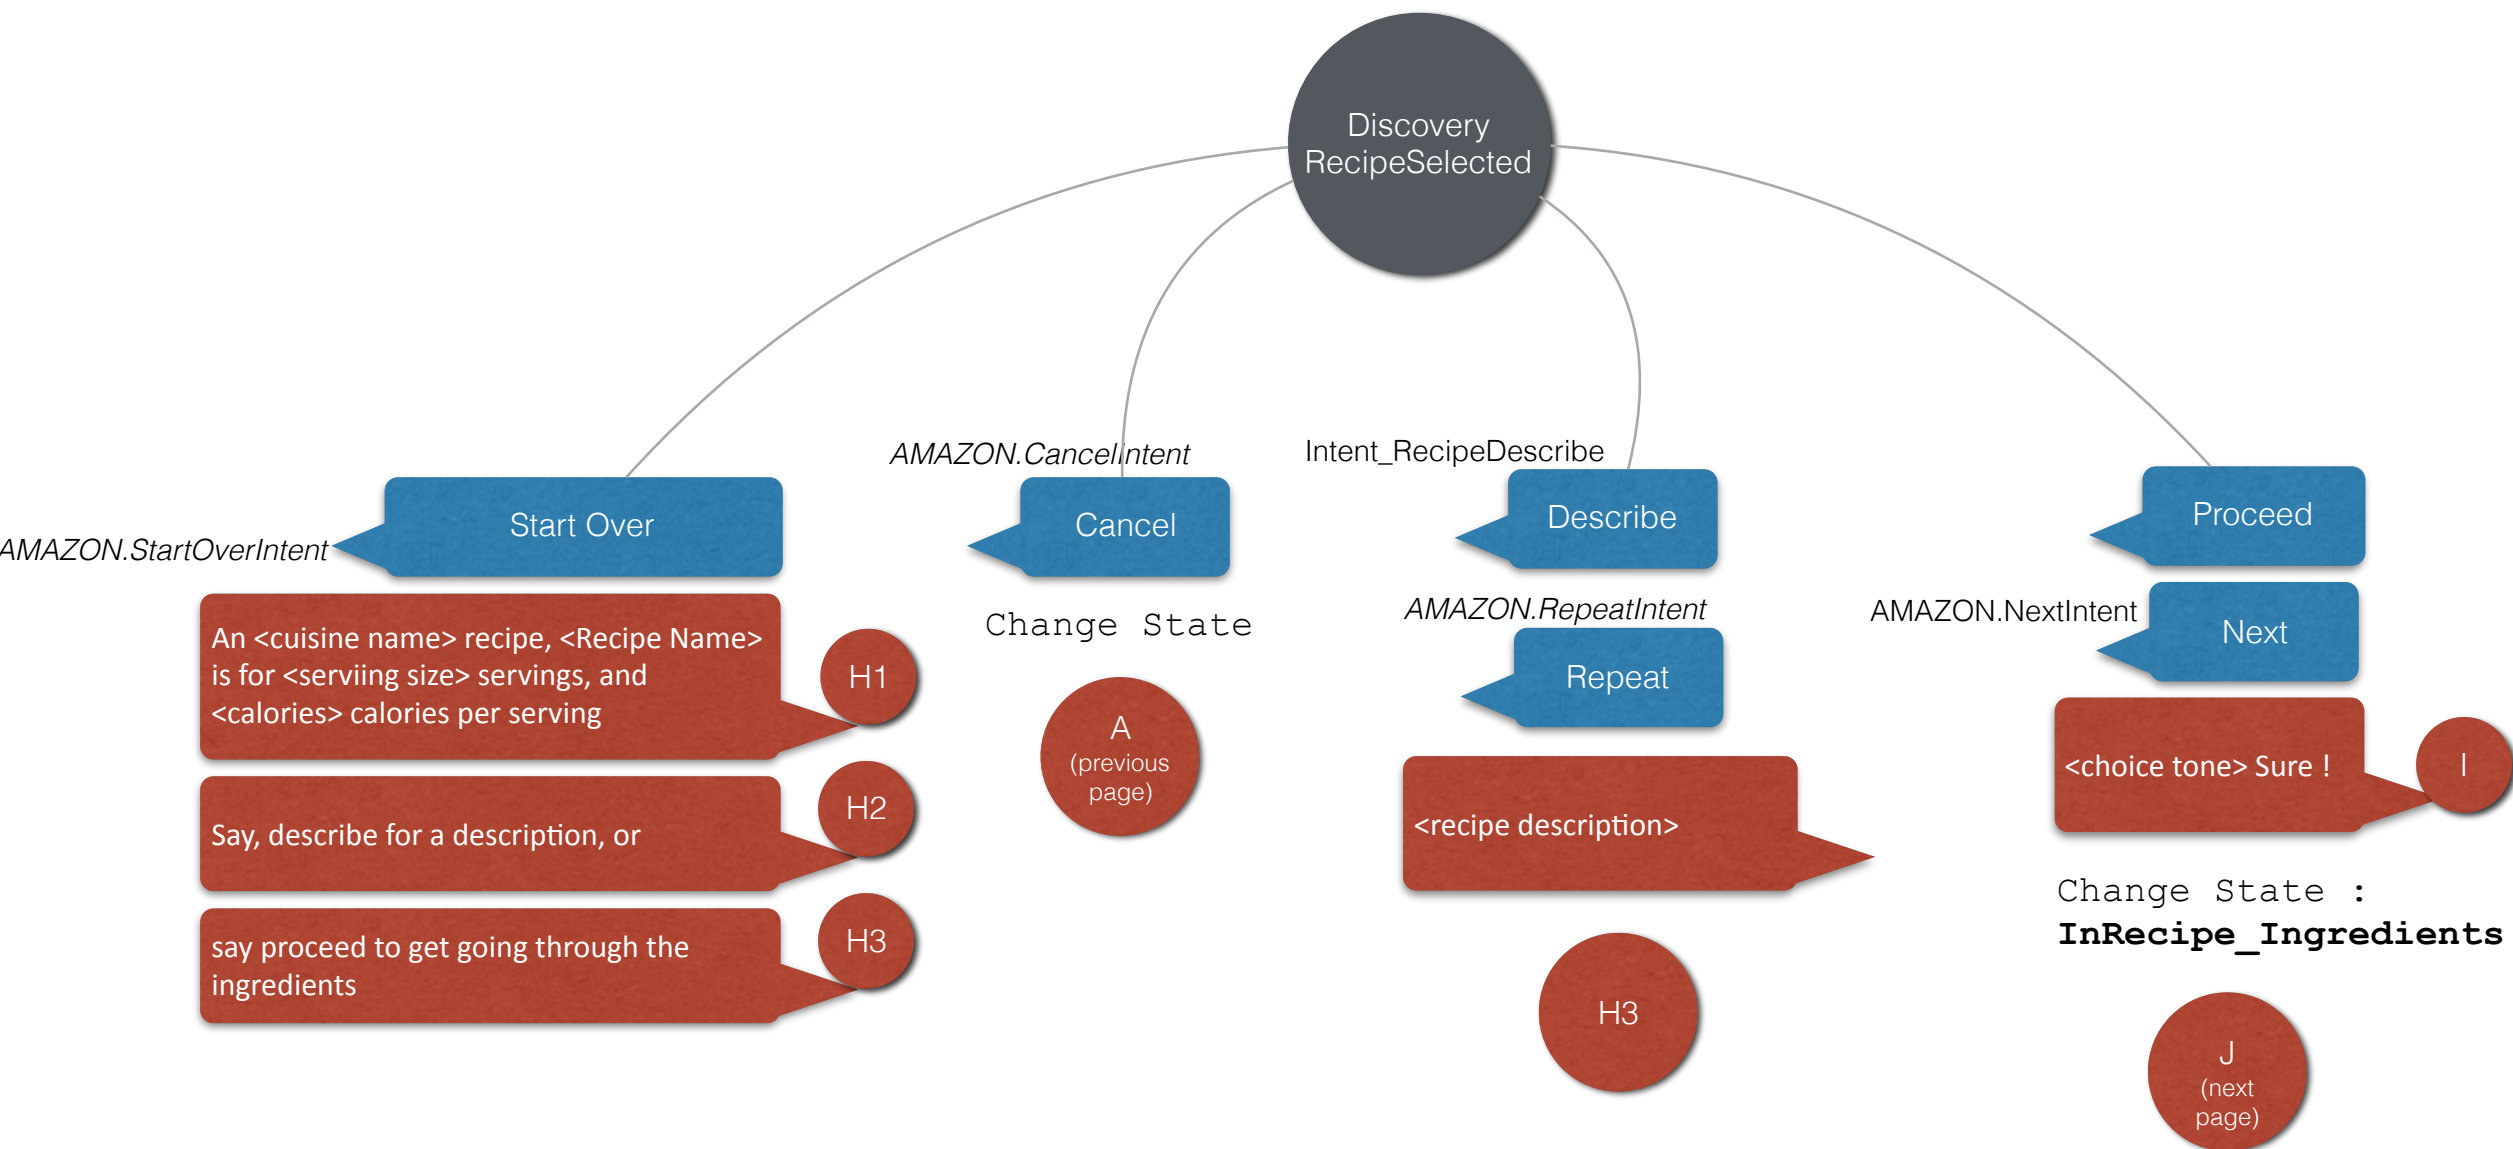 Discovery
RecipeSelected
AMAZON.StartOverIntent
Start Over
An <cuisine name> recipe, <Recipe Name>
is for <serviing size> servings, and
<calories> calories per serving
H1
Say, describe for a description, or
H2
say proceed to get going through the
ingredients
H3
AMAZON.CancelIntent
Cancel
Change State
A
(previous
page)
Intent_RecipeDescribe
Describe
AMAZON.RepeatIntent
Repeat
<recipe description>
H3
Proceed
AMAZON.NextIntent
Next
<choice tone> Sure !
I
Change State :
InRecipe_Ingredients
J
(next
page)